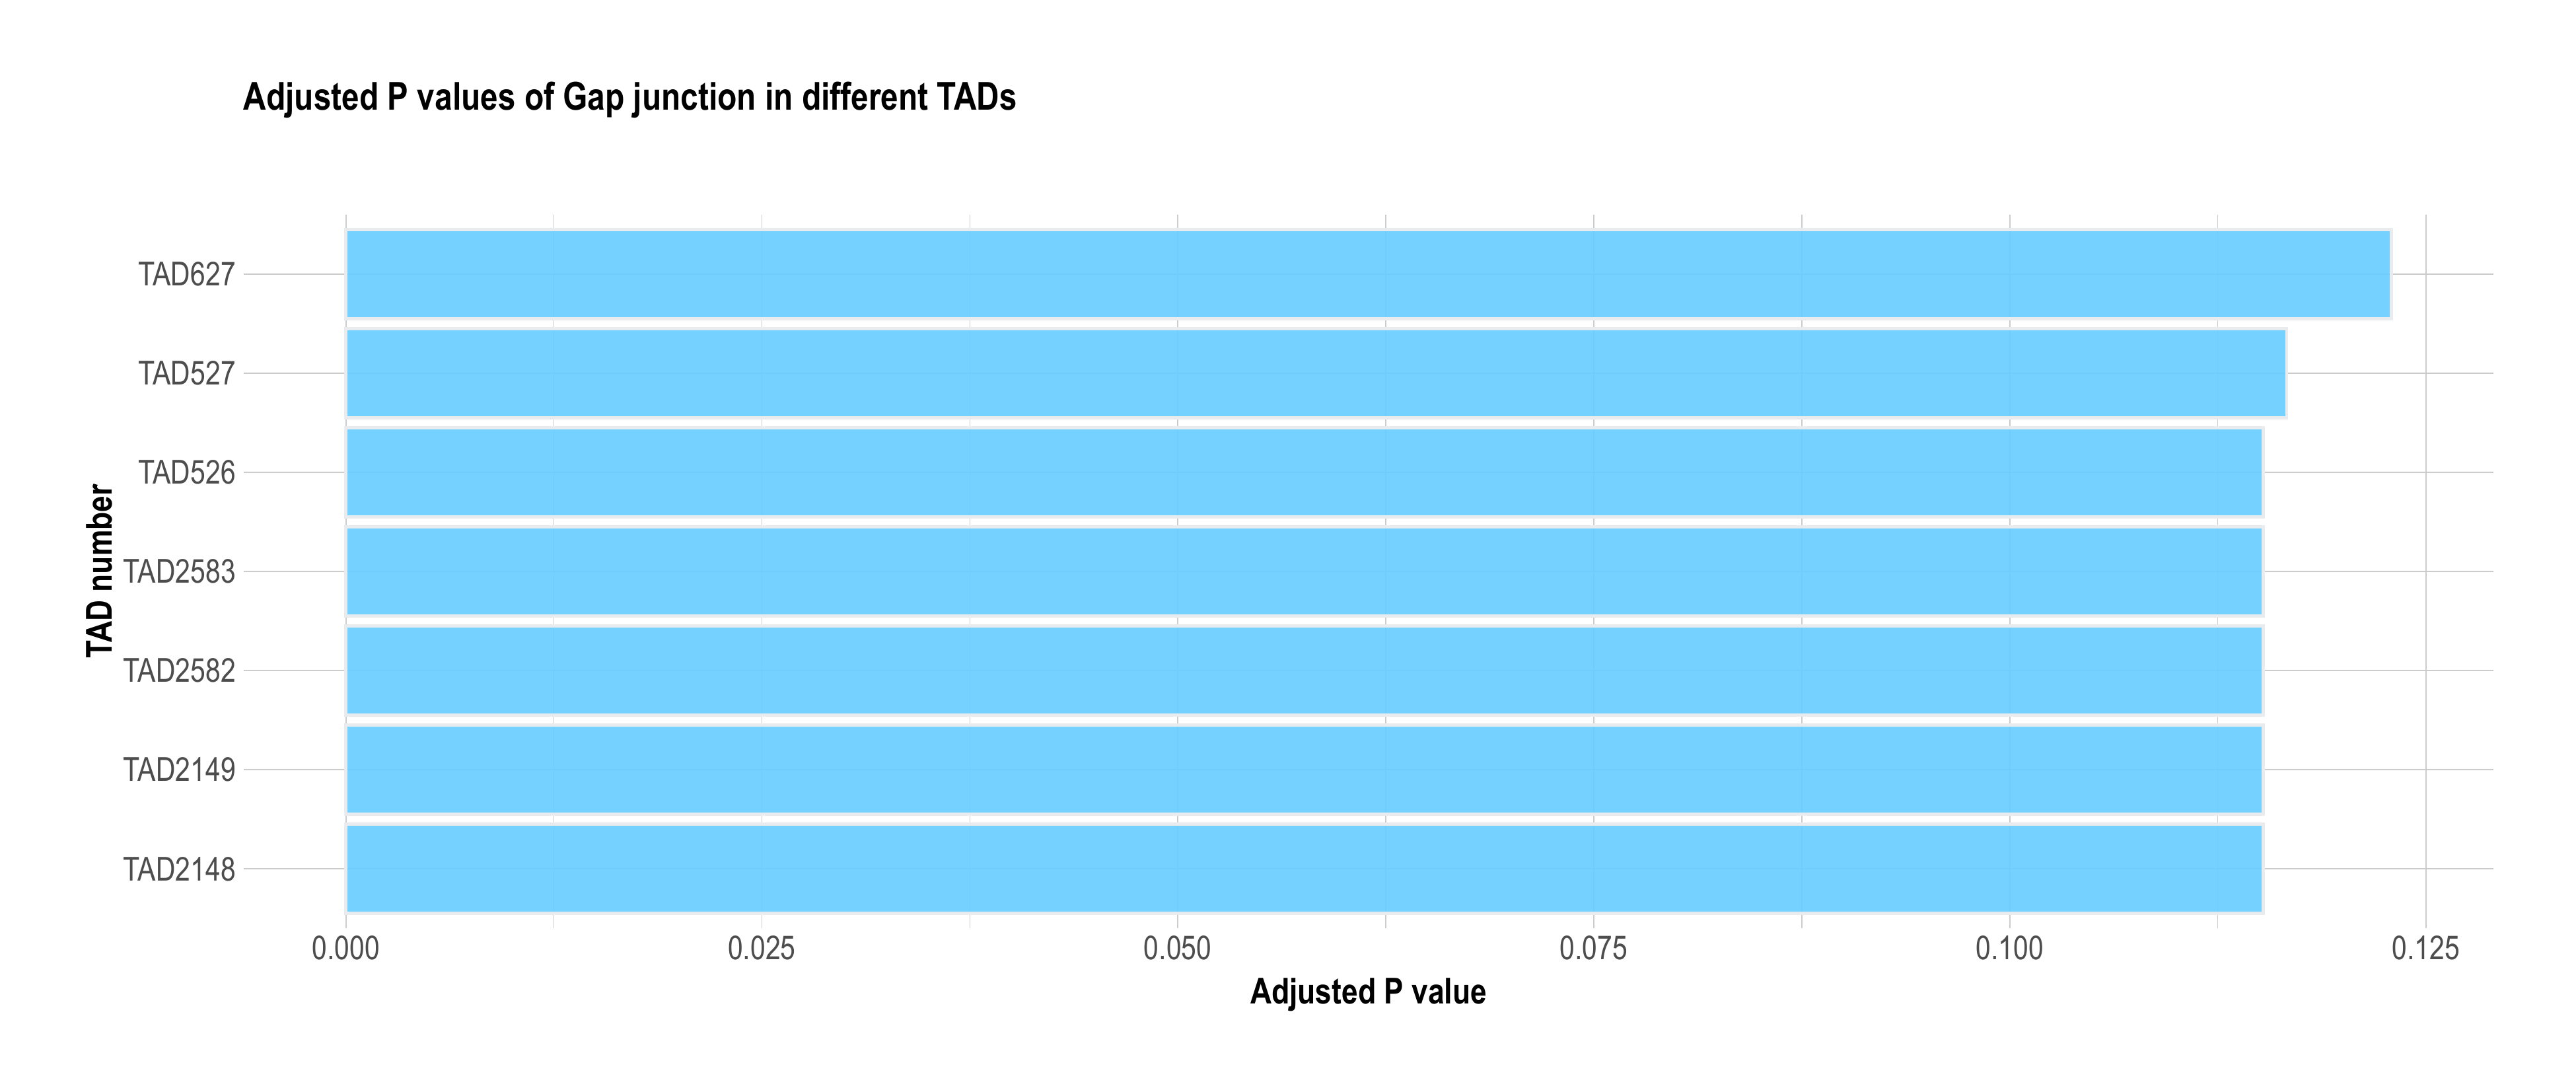 Adjusted P values of Gap junction in different TADs
TAD number
TAD627
TAD527
TAD526
TAD2583
TAD2582
TAD2149
TAD2148
0.000 0.025 0.050 0.075 0.100 0.125
Adjusted P value